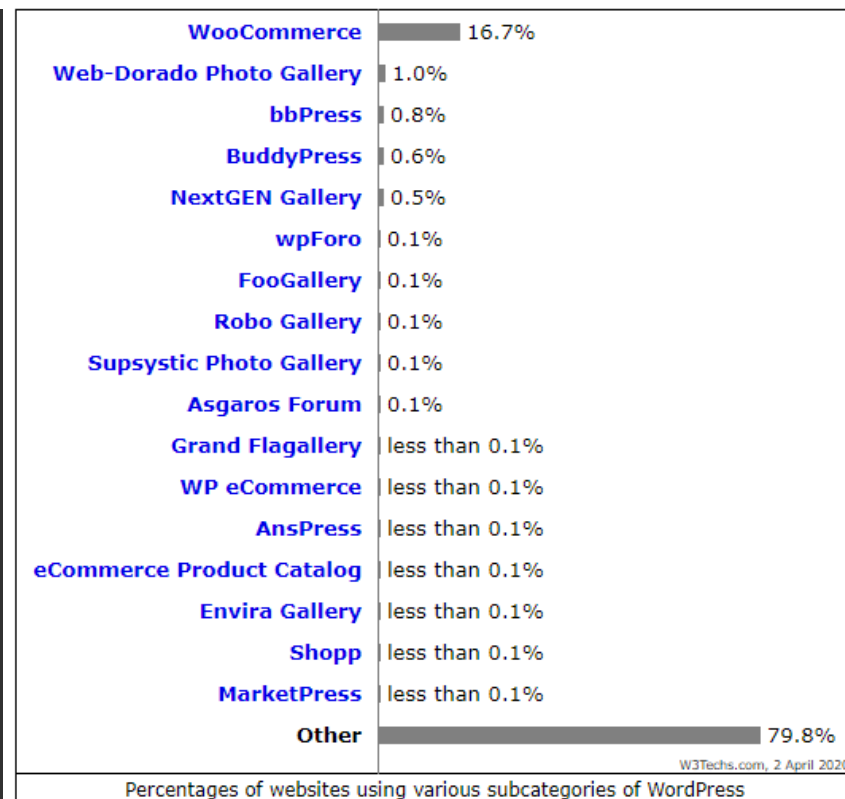 WooCommerce 16.7%
Web-Dorado Photo Gallery 1.0%
bbPress 0.8%
BuddyPress 0.6%
NextGEN Gallery 0.5%
wpForo 0.1%
FooGallery 0.1%
Robo Gallery 0.1%
Supsystic Photo Gallery 0.1%
Asgaros Forum 0.1%
Grand Flagallery less than 0.1%
WP eCommerce less than 0.1%
AnsPress less than 0.1%
eCommerce Product Catalog less than 0.1%
Envira Gallery less than 0.1%
Shopp less than 0.1%
MarketPress less than 0.1%
Other 79.8%
W3Techs.com, 2 April 2020
Percentages of websites using various subcategories of WordPress